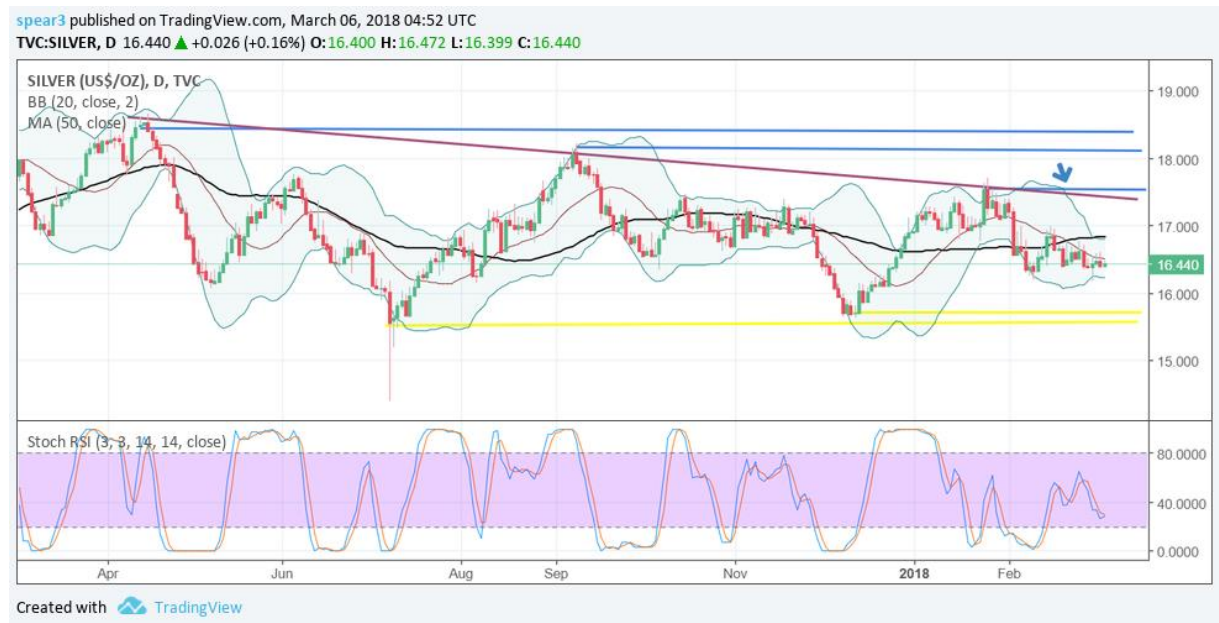 spear3 published on TradingView.com, March 06, 2018 04:52 UTC
TVC:SILVER, D 16.440 ▲ +0.026 (+0.16%) O:16.400 H:16.472 L:16.399 C:16.440
SILVER (US$/OZ), D, TVC
BB (20, close, 2)
MA (50, close)
19.000
18.000
17.000
16.440
16.000
15.000
Stoch RSI (3, 3, 14, 14, close)
80.0000
40.0000
0.0000
Apr Jun Aug Sep Nov 2018 Feb
Created with TradingView